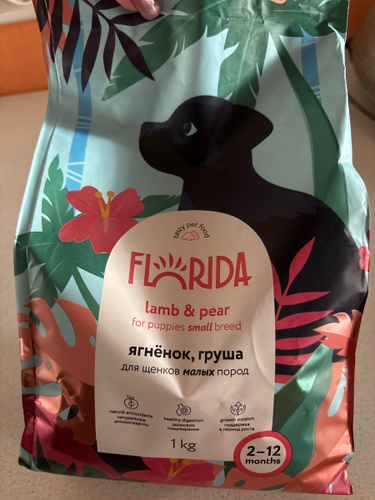 tasty pet food
FLORIDA
lamb & pear
for puppies small breed
ягнёнок, груша
для щенков малых пород
natural antioxidants
натуральные
антиоксиданты
healthy digestion
здоровое
пищеварение
growth support
поддержка
в период роста
1 kg
2–12
months